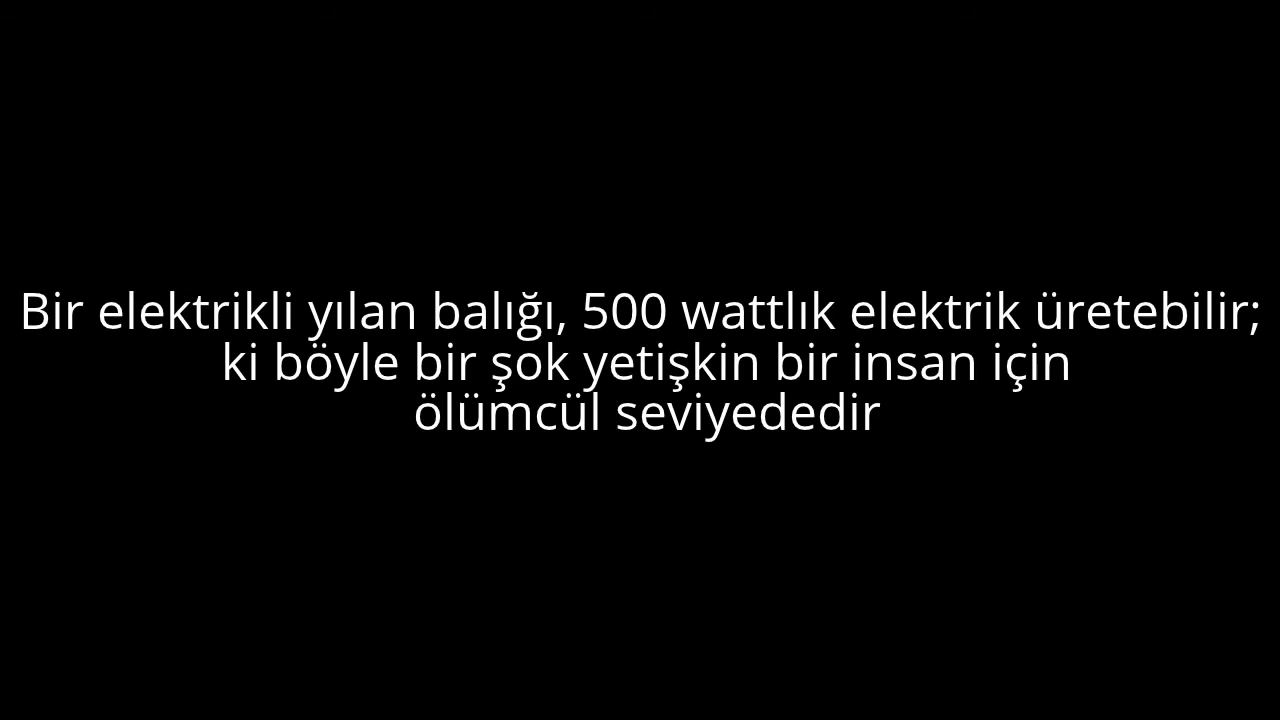 Bir elektrikli yılan balığı, 500 wattlık elektrik üretebilir;
ki böyle bir şok yetişkin bir insan için
ölümcül seviyededir